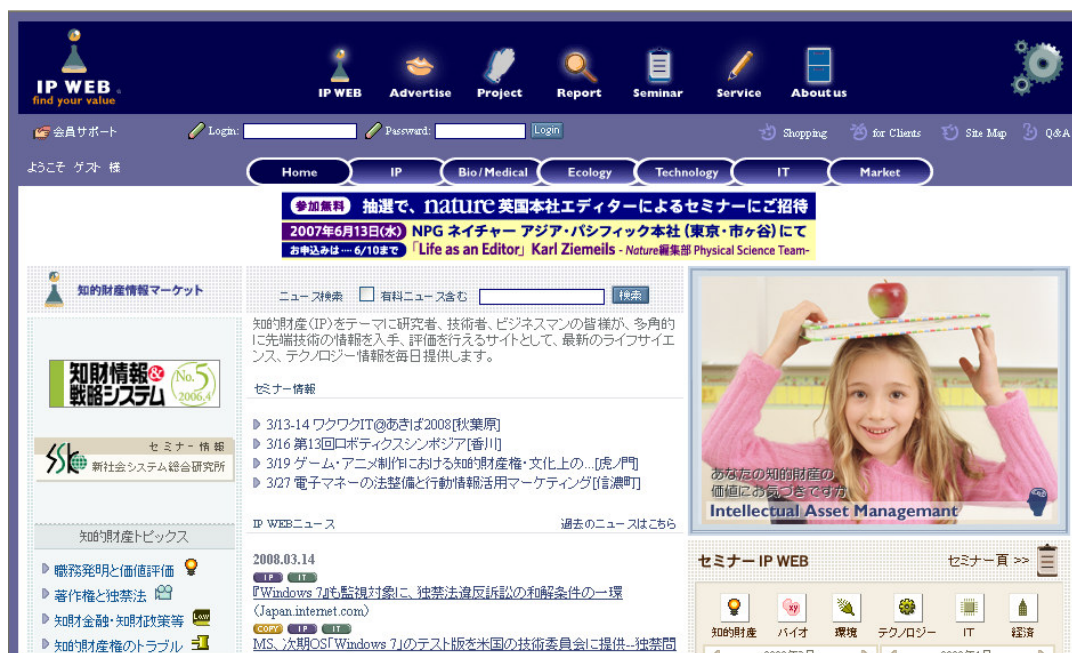 IP WEB
find your value
IP WEB Advertise Project Report Seminar Service About us
会員サポート Login: Password: Login Shopping for Clients Site Map Q&A
ようこそ ゲスト 様
Home IP Bio/Medical Ecology Technology IT Market
参加無料 抽選で、nature 英国本社エディターによるセミナーにご招待
2007年6月13日(水) NPG ネイチャー アジア・パシフィック本社 (東京・市ヶ谷) にて
お申込みは… 6/10まで 「Life as an Editor」 Karl Ziemeils - Nature編集部 Physical Science Team-
知的財産情報マーケット
ニュース検索 有料ニュース含む 検索
知的財産(IP)をテーマに研究者、技術者、ビジネスマンの皆様が、多角的
に先端技術の情報を入手、評価を行えるサイトとして、最新のライフサイエ
ンス、テクノロジー情報を毎日提供します。
知財情報&
戦略システム
No.5
2006.4
セミナー情報
SSK
新社会システム総合研究所
セミナー情報
3/13-14 ワクワクIT@あきば2008[秋葉原]
3/16 第13回ロボティクスシンポジア[香川]
3/19 ゲーム・アニメ制作における知的財産権・文化上の...[虎ノ門]
3/27 電子マネーの法整備と行動情報活用マーケティング[信濃町]
あなたの知的財産の
価値にお気づきですか
Intellectual Asset Managemant
知的財産トピックス
職務発明と価値評価
著作権と独禁法
知財金融・知財政策等
知的財産権のトラブル
IP WEBニュース 過去のニュースはこちら
2008.03.14
IP IT
『Windows 7』も監視対象に、独禁法違反訴訟の和解条件の一環
(Japan.internet.com)
COPY IP IT
MS、次期OS「Windows 7」のテスト版を米国の技術委員会に提供--独禁問
セミナー IP WEB セミナー頁 >>
知的財産 バイオ 環境 テクノロジー IT 経済